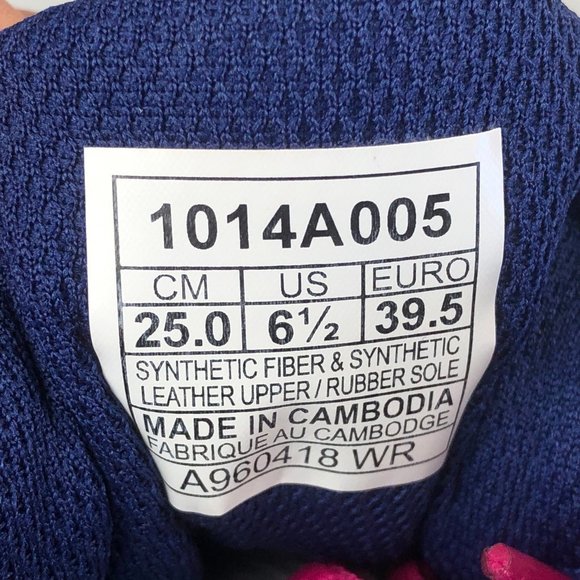 1014A005
CM US EURO
25.0 6½ 39.5
SYNTHETIC FIBER & SYNTHETIC
LEATHER UPPER / RUBBER SOLE
MADE IN CAMBODIA
FABRIQUE AU CAMBODGE
A960418 WR